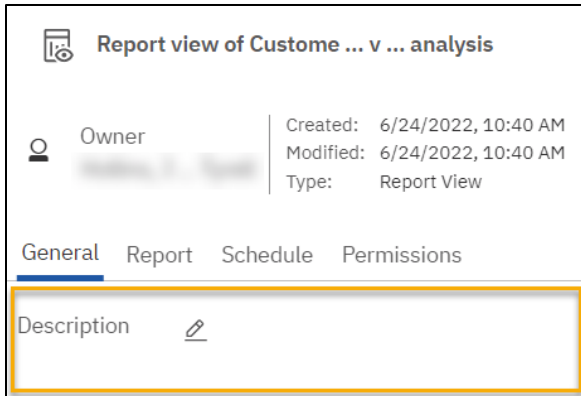 Report view of Custome ... v ... analysis
Owner
Created: 6/24/2022, 10:40 AM
Modified: 6/24/2022, 10:40 AM
Type: Report View
General Report Schedule Permissions
Description